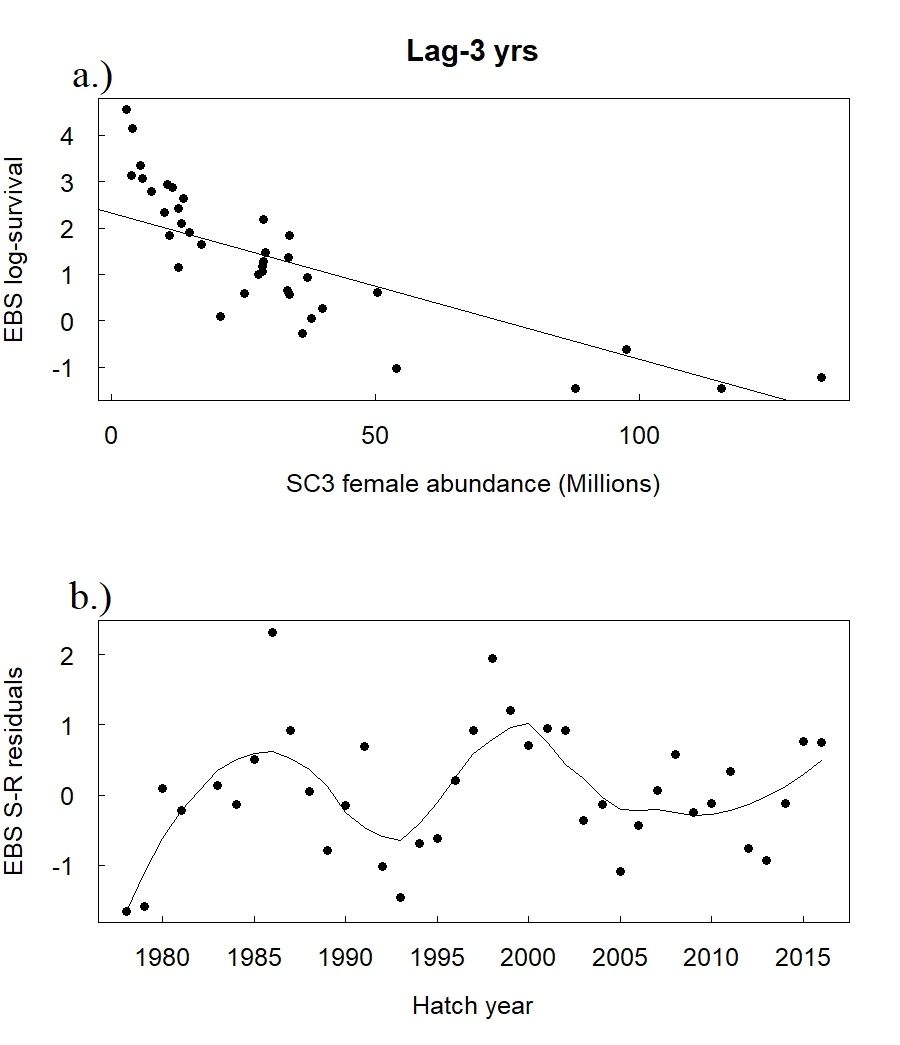 Lag-3 yrs
a.)
EBS log-survival
4
3
2
1
0
-1
0 50 100
SC3 female abundance (Millions)
b.)
EBS S-R residuals
2
1
0
-1
1980 1985 1990 1995 2000 2005 2010 2015
Hatch year